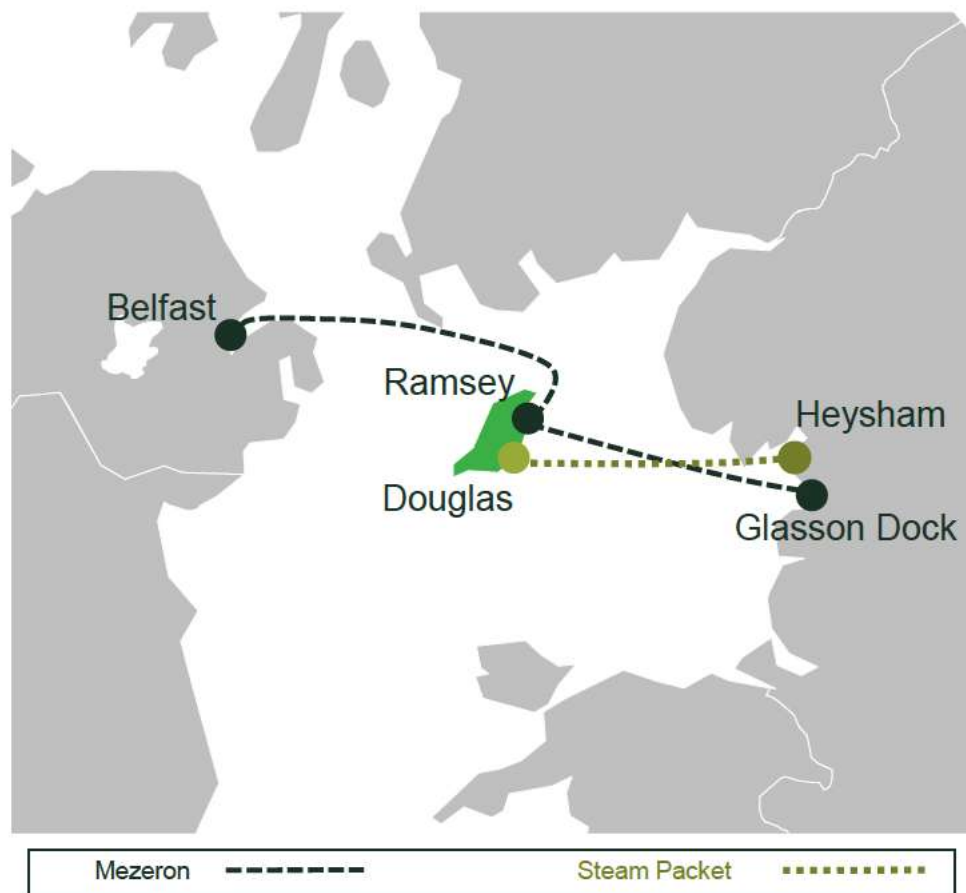 Belfast
Ramsey
Heysham
Douglas
Glasson Dock
Mezeron
Steam Packet